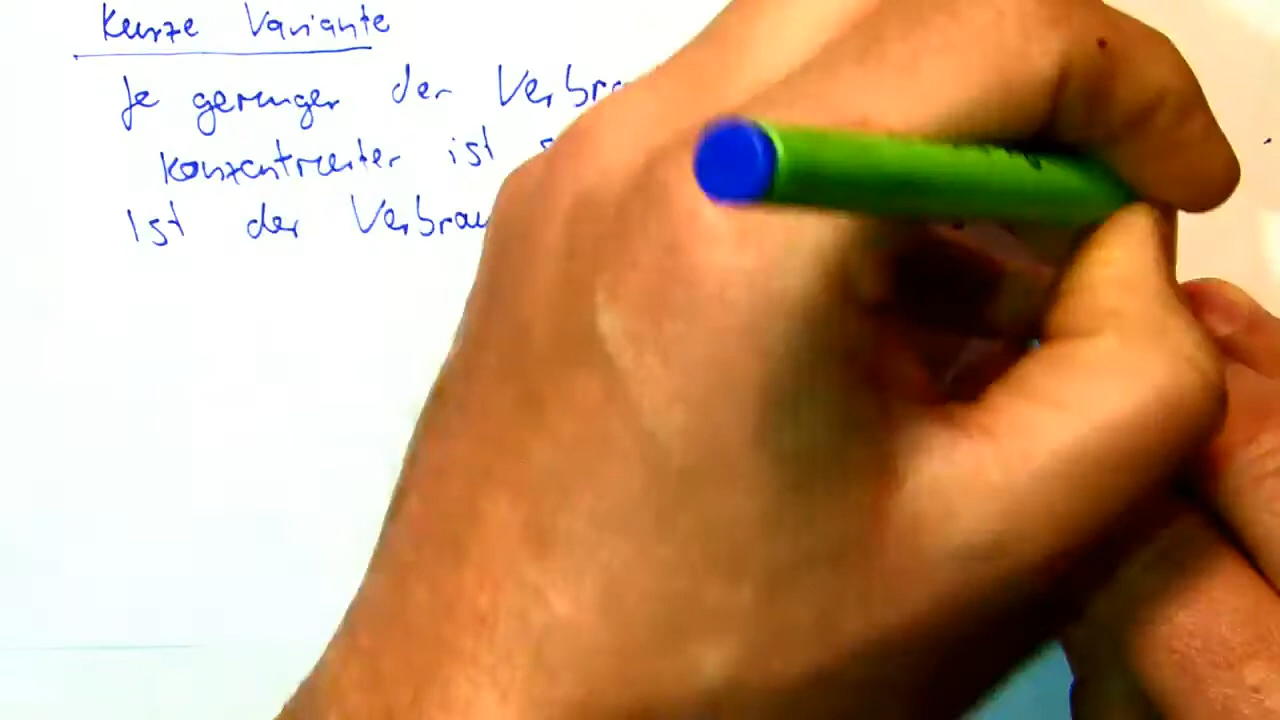 Kurze Variante
Je geringer der Verbra
konzentrierter ist s
Ist der Verbrau